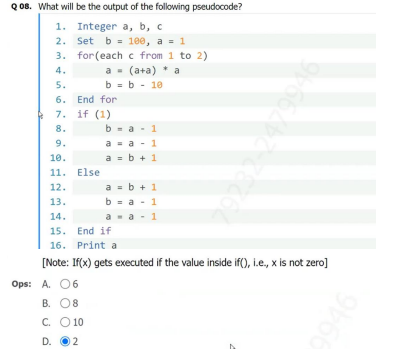 Q 08. What will be the output of the following pseudocode?
1. Integer a, b, c
2. Set b = 100, a = 1
3. for(each c from 1 to 2)
4. a = (a+a) * a
5. b = b - 10
6. End for
7. if (1)
8. b = a - 1
9. a = a - 1
10. a = b + 1
11. Else
12. a = b + 1
13. b = a - 1
14. a = a - 1
15. End if
16. Print a
[Note: If(x) gets executed if the value inside if(), i.e., x is not zero]
Ops: A. 6
B. 8
C. 10
D. 2
79232-2479946
9946